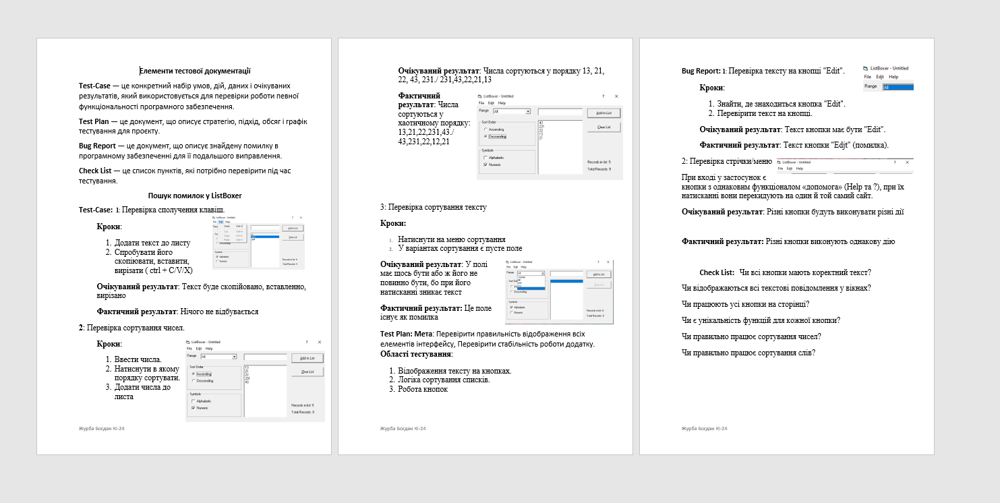 Елементи тестової документації
Test-Case — це конкретний набір умов, дій, даних і очікуваних
результатів, який використовується для перевірки роботи певної
функціональності програмного забезпечення.
Test Plan — це документ, що описує стратегію, підхід, обсяг і графік
тестування для проєкту.
Bug Report — це документ, що описує знайдену помилку в
програмному забезпеченні для її подальшого виправлення.
Check List — це список пунктів, які потрібно перевірити під час
тестування.
Пошук помилок у ListBoxer
Test-Case: 1: Перевірка сполучення клавіш.
Кроки:
1. Додати текст до листу
2. Спробувати його
скопіювати, вставити,
вирізати ( ctrl + C/V/X)
Очікуваний результат: Текст буде скопійовано, вставленно,
вирізано
Фактичний результат: Нічого не відбувається
2: Перевірка сортування чисел.
Кроки:
1. Ввести числа.
2. Натиснути в якому
порядку сортувати.
3. Додати числа до
листа
ListBoxer - Untitled
File Edjt Help
Range All
Add to List
Sort Order
Ascending
Descending
Clear List
13
21
22
231
43
Symbols
Alphabetic
Numeric
Records in list: 5
Total Records: 9
Журба Богдан КІ-24
Очікуваний результат: Числа сортуються у порядку 13, 21,
22, 43, 231./ 231,43,22,21,13
Фактичний
результат: Числа
сортуються у
хаотичному порядку:
13,21,22,231,43./
43,231,22,12,21
ListBoxer - Untitled
File Edjt Help
Range All
Add to List
Sort Order
Ascending
Descending
Clear List
43
231
22
13
21
Symbols
Alphabetic
Numeric
Records in list: 5
Total Records: 9
3: Перевірка сортування тексту
Кроки:
1. Натиснути на меню сортування
2. У варіантах сортування є пусте поле
Очікуваний результат: У полі
має щось бути або ж його не
повинно бути, бо при його
натисканні зникає текст
Фактичний результат: Це поле
існує як помилка
Test Plan: Мета: Перевірити правильність відображення всіх
елементів інтерфейсу, Перевірити стабільність роботи додатку.
Області тестування:
1. Відображення тексту на кнопках.
2. Логіка сортування списків.
3. Робота кнопок
Журба Богдан КІ-24
Bug Report: 1: Перевірка тексту на кнопці "Edit".
ListBoxer - Untitled
File Edjt Help
Range All
Кроки:
1. Знайти, де знаходиться кнопка "Edit".
2. Перевірити текст на кнопці.
Очікуваний результат: Текст кнопки має бути "Edit".
Фактичний результат: Текст кнопки "Edjt" (помилка).
2: Перевірка стрічки/меню
ListBoxer - Untitled
File Edjt Help
При вході у застосунок є
кнопки з однаковим функціоналом «допомога» (Help та ?), при їх
натисканні вони перекидують на один й той самий сайт.
Очікуваний результат: Різні кнопки будуть виконувати різні дії
Фактичний результат: Різні кнопки виконують однакову дію
Check List: Чи всі кнопки мають коректний текст?
Чи відображаються всі текстові повідомлення у вікнах?
Чи працюють усі кнопки на сторінці?
Чи є унікальність функцій для кожної кнопки?
Чи правильно працює сортування чисел?
Чи правильно працює сортування слів?
Журба Богдан КІ-24